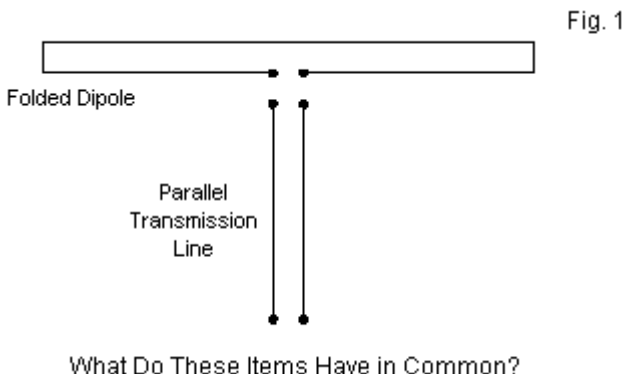 Fig. 1
Folded Dipole
Parallel
Transmission
Line
What Do These Items Have in Common?